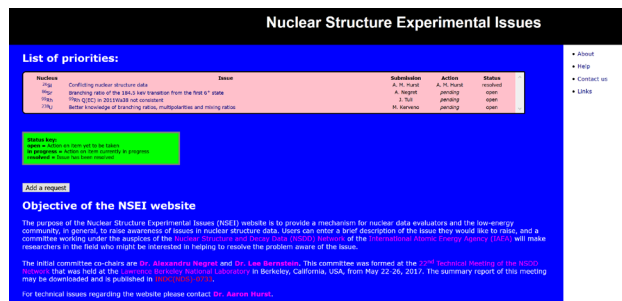 Nuclear Structure Experimental Issues
List of priorities:
Nucleus Issue Submission Action Status
Conflicting nuclear structure data A. M. Hurst A. M. Hurst resolved
Branching ratio of the 184.5 keV transition from the first 6⁺ state A. Negret pending open
Q(EC) in 2011Wa38 not consistent J. Tuli pending open
Better knowledge of branching ratios, multipolarities and mixing ratios M. Kerveno pending open
Status key:
open = Action on item yet to be taken
in progress = Action on item currently in progress
resolved = Issue has been resolved
Add a request
Objective of the NSEI website
The purpose of the Nuclear Structure Experimental Issues (NSEI) website is to provide a mechanism for nuclear data evaluators and the low-energy
community, in general, to raise awareness of issues in nuclear structure data. Users can enter a brief description of the issue they would like to raise, and a
committee working under the auspices of the Nuclear Structure and Decay Data (NSDD) Network of the International Atomic Energy Agency (IAEA) will make
researchers in the field who might be interested in helping to resolve the problem aware of the issue.
The initial committee co-chairs are Dr. Alexandru Negret and Dr. Lee Bernstein. This committee was formed at the 22nd Technical Meeting of the NSDD
Network that was held at the Lawrence Berkeley National Laboratory in Berkeley, California, USA, from May 22-26, 2017. The summary report of this meeting
may be downloaded and is published in INDC(NDS)-0733.
For technical issues regarding the website please contact Dr. Aaron Hurst.
• About
• Help
• Contact us
• Links